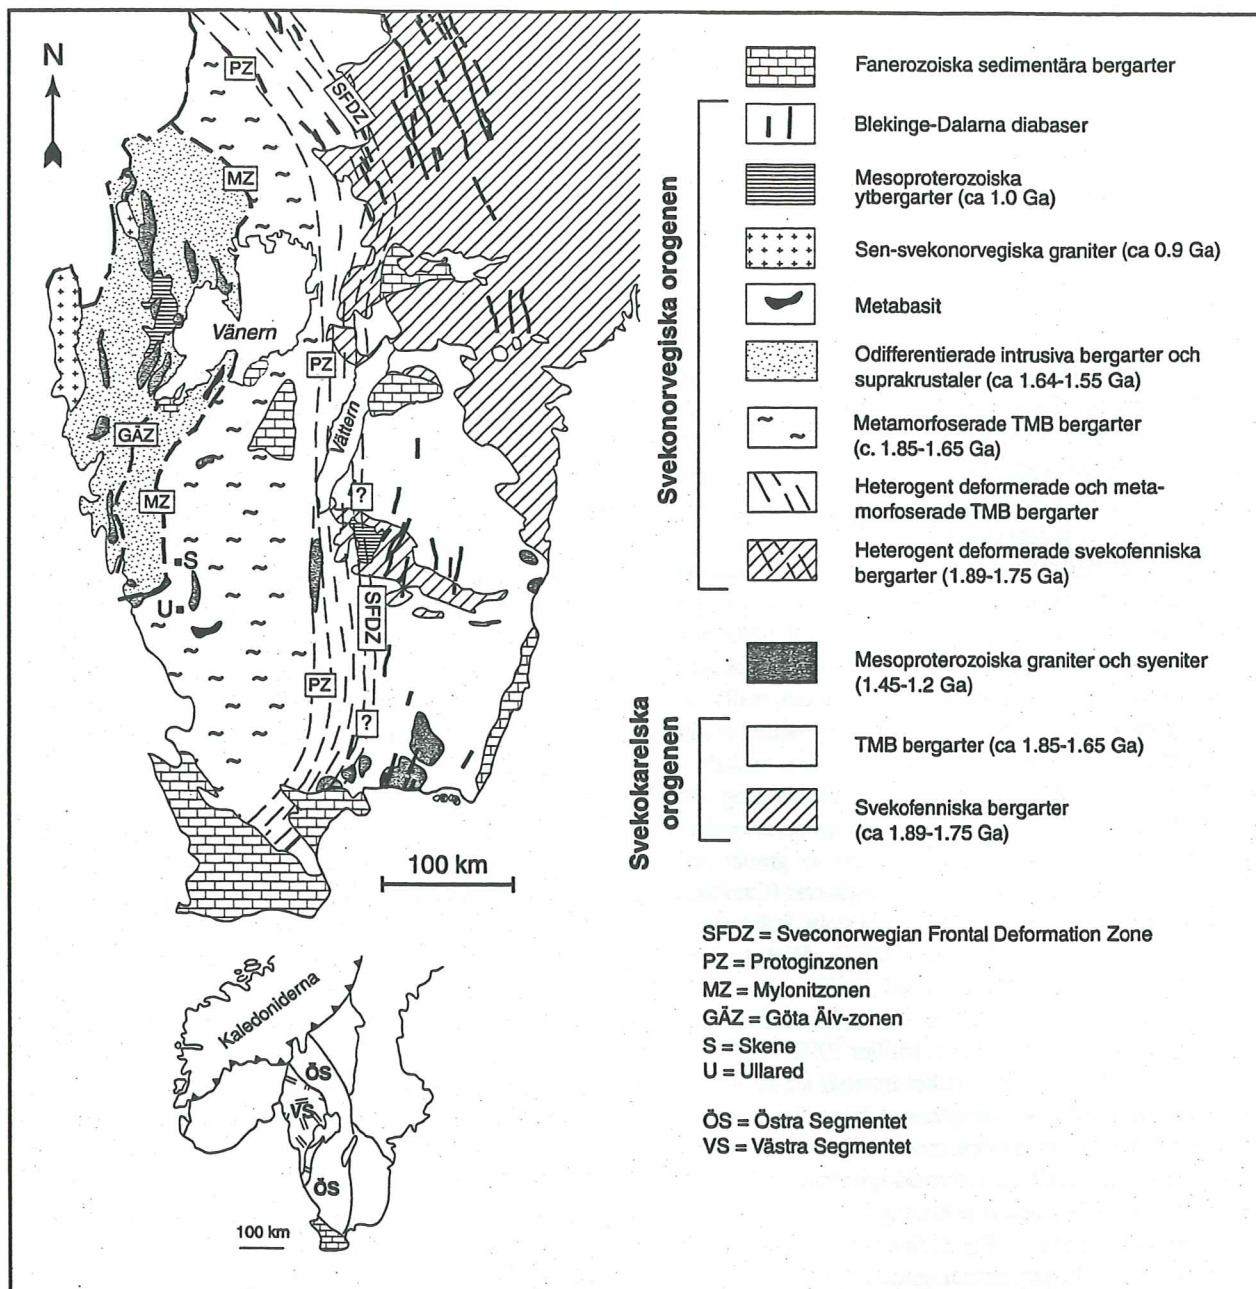 N
PZ
SFDZ
MZ
Vänern
PZ
Vättern
GÄZ
MZ
?
S
U
SFDZ
PZ
?
100 km
Kaledoniderna
ÖS
VS
ÖS
100 km
Fanerozoiska sedimentära bergarter
Svekonorvegiska orogenen
Blekinge-Dalarna diabaser
Mesoproterozoiska
ytbergarter (ca 1.0 Ga)
Sen-svekonorvegiska graniter (ca 0.9 Ga)
Metabasit
Odifferentierade intrusiva bergarter och
suprakrustaler (ca 1.64-1.55 Ga)
Metamorfoserade TMB bergarter
(c. 1.85-1.65 Ga)
Heterogent deformerade och meta-
morfoserade TMB bergarter
Heterogent deformerade svekofenniska
bergarter (1.89-1.75 Ga)
Mesoproterozoiska graniter och syeniter
(1.45-1.2 Ga)
Svekokarelska
orogenen
TMB bergarter (ca 1.85-1.65 Ga)
Svekofenniska bergarter
(ca 1.89-1.75 Ga)
SFDZ = Sveconorwegian Frontal Deformation Zone
PZ = Protoginzonen
MZ = Mylonitzonen
GÄZ = Göta Älv-zonen
S = Skene
U = Ullared
ÖS = Östra Segmentet
VS = Västra Segmentet